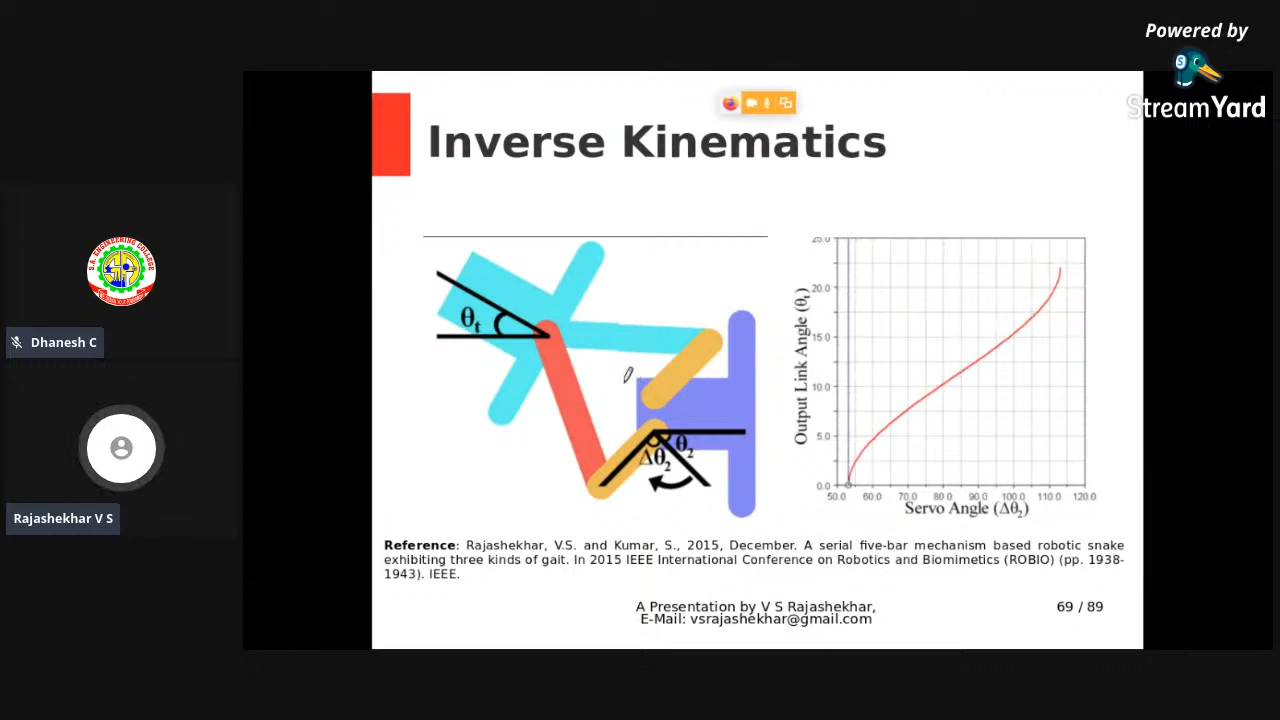 Powered by
StreamYard
Inverse Kinematics
θt
Δθ2
θ2
Output Link Angle (θt)
25.0
20.0
15.0
10.0
5.0
0.0
50.0 60.0 70.0 80.0 90.0 100.0 110.0 120.0
Servo Angle (Δθ2)
S.A. ENGINEERING COLLEGE
Dhanesh C
Rajashekhar V S
Reference: Rajashekhar, V.S. and Kumar, S., 2015, December. A serial five-bar mechanism based robotic snake
exhibiting three kinds of gait. In 2015 IEEE International Conference on Robotics and Biomimetics (ROBIO) (pp. 1938-
1943). IEEE.
A Presentation by V S Rajashekhar,
E-Mail: vsrajashekhar@gmail.com
69 / 89